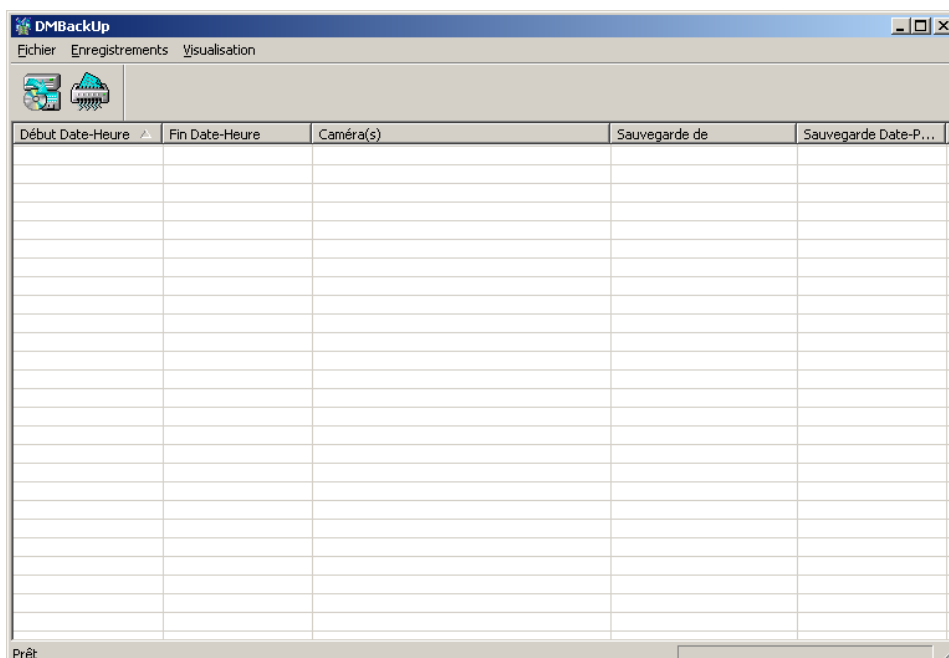 DMBackUp
Fichier Enregistrements Visualisation
Début Date-Heure Fin Date-Heure Caméra(s) Sauvegarde de Sauvegarde Date-P...
Prêt